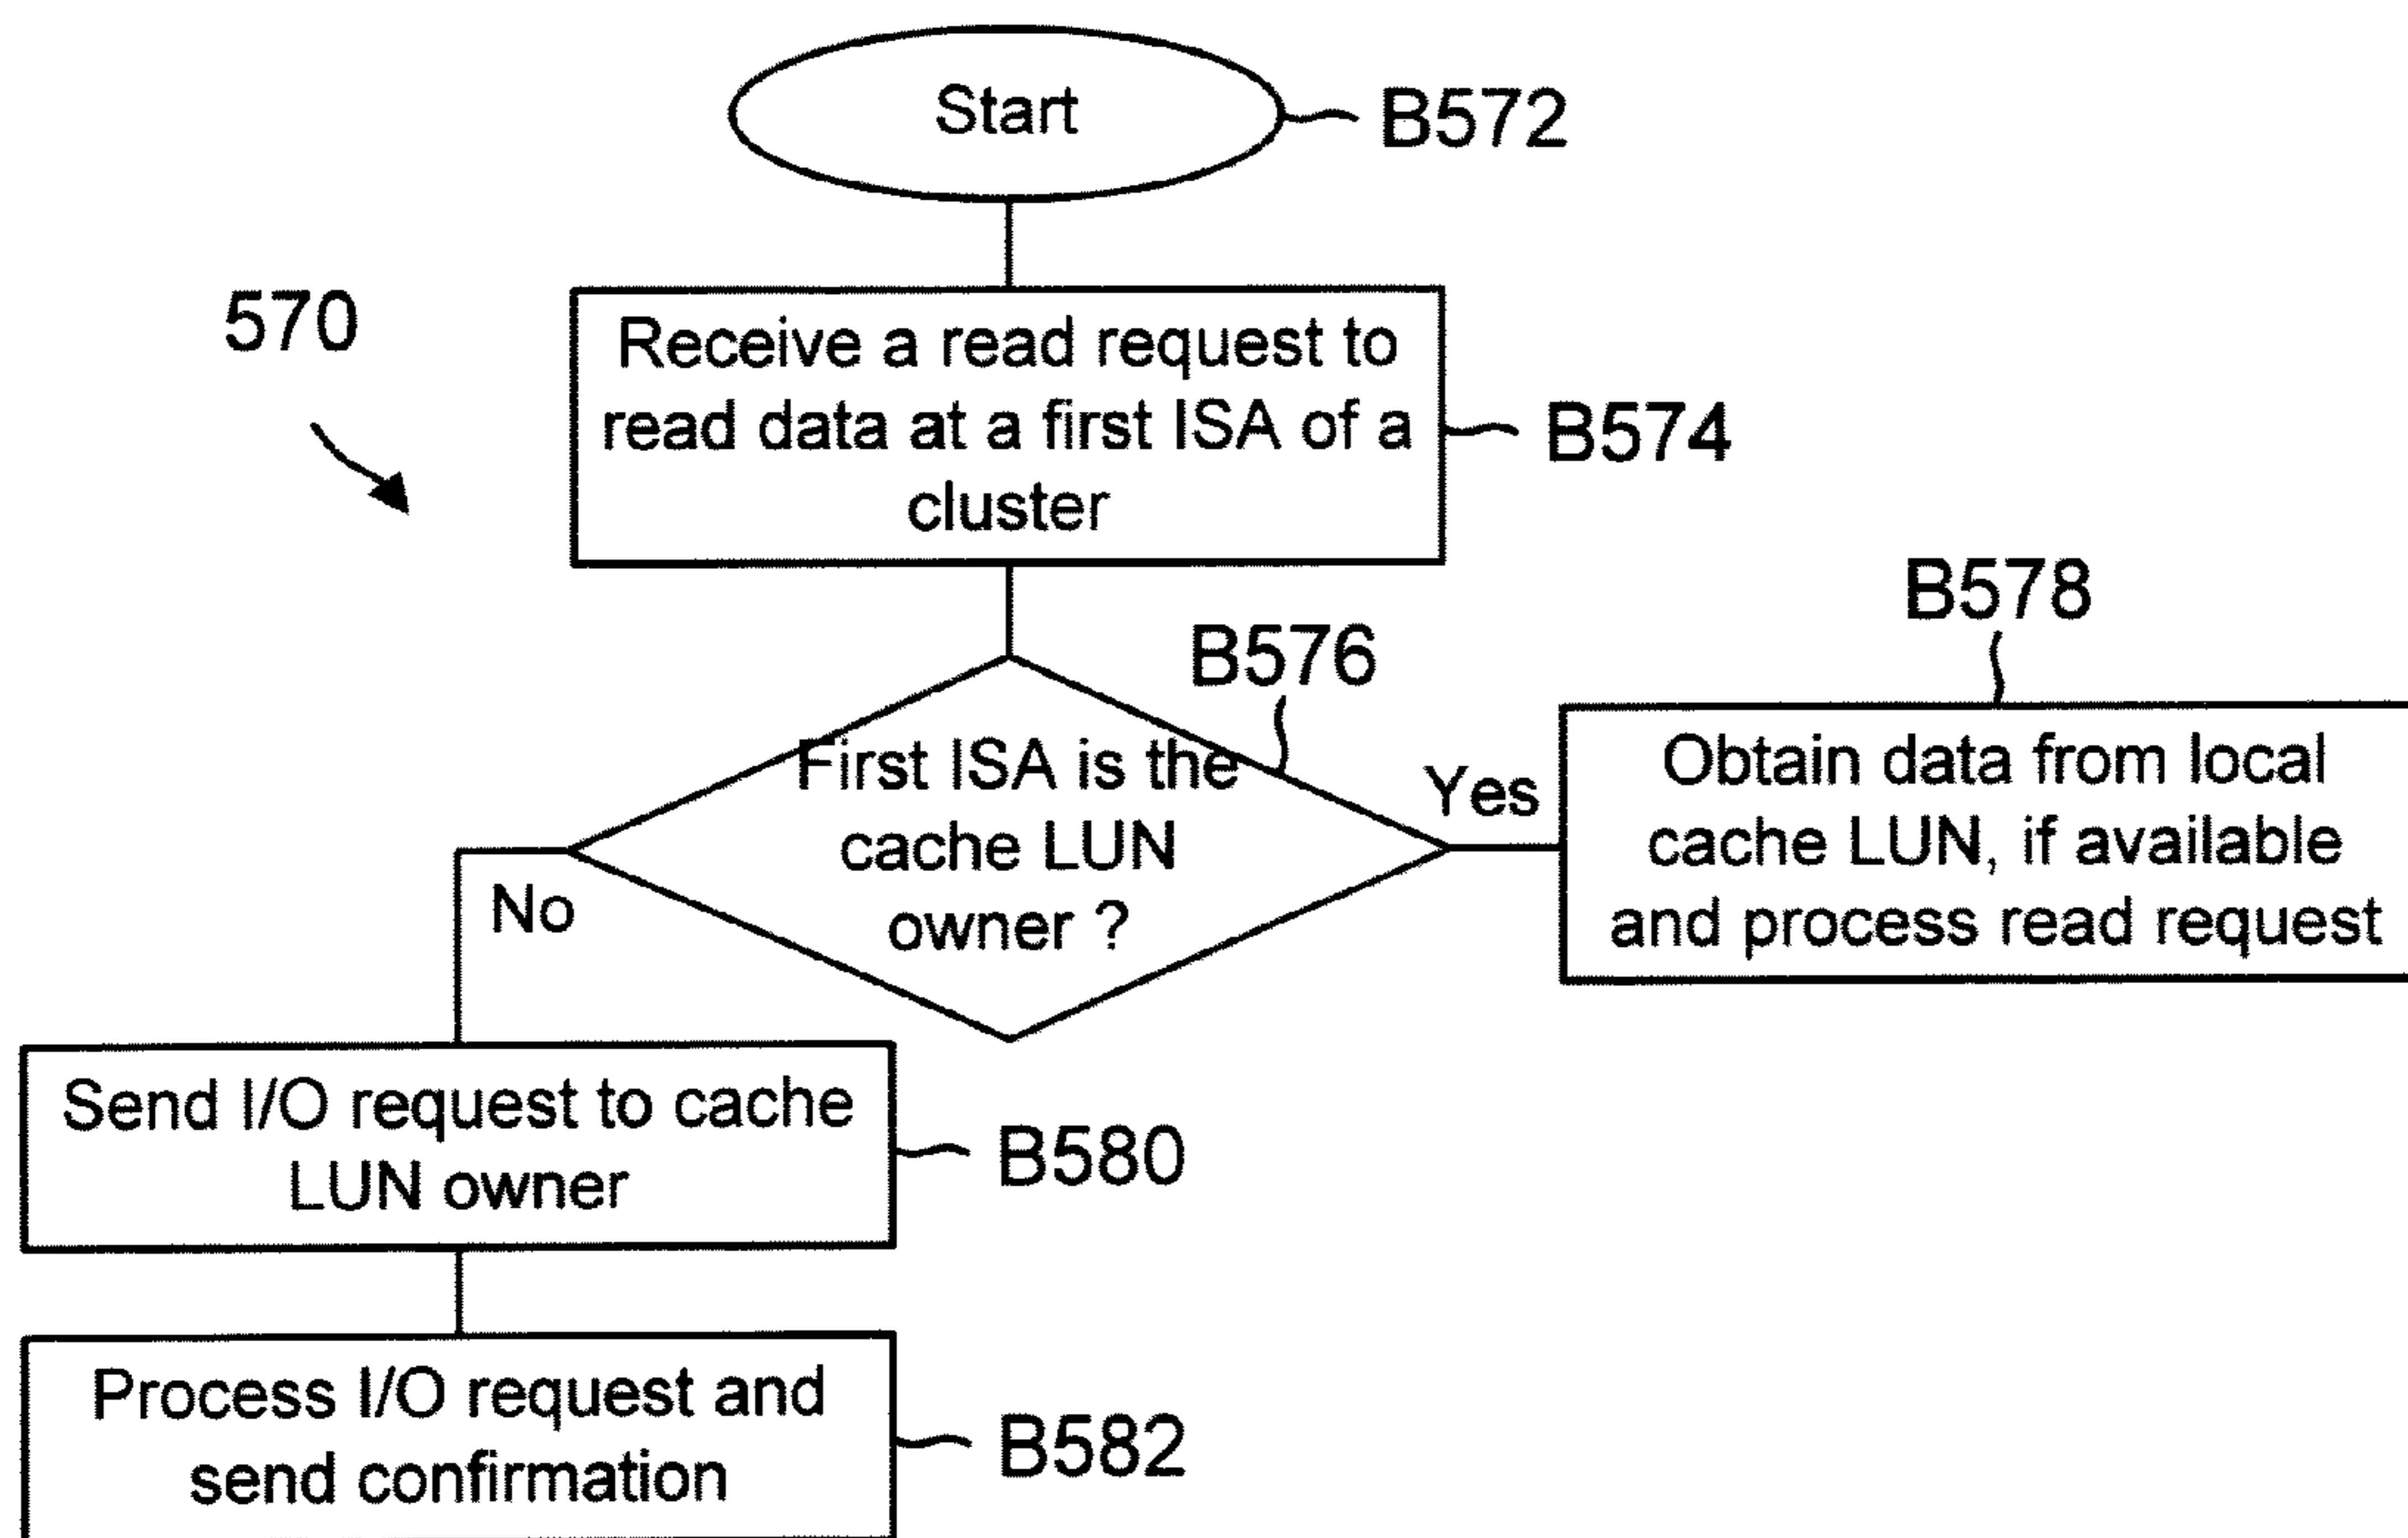 Start
B572
570
Receive a read request to
read data at a first ISA of a
cluster
B574
B576
First ISA is the
cache LUN
owner ?
Yes
B578
Obtain data from local
cache LUN, if available
and process read request
No
Send I/O request to cache
LUN owner
B580
Process I/O request and
send confirmation
B582